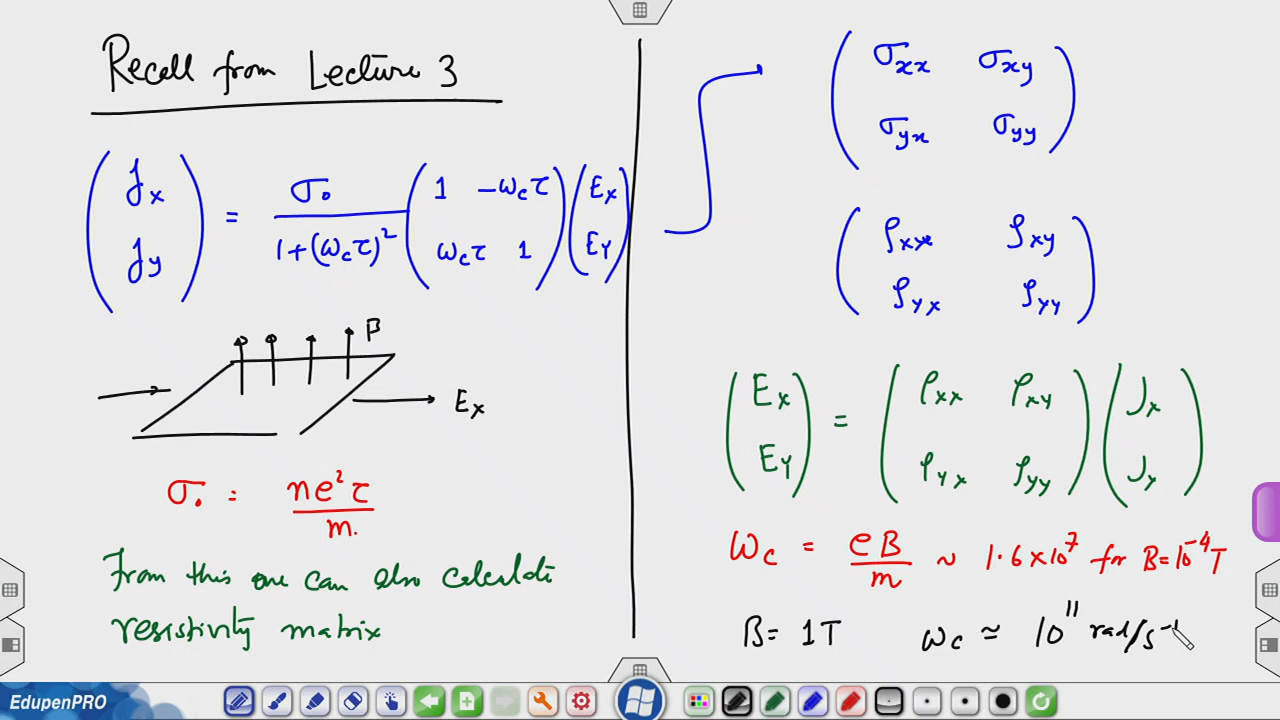 Recall from Lecture 3
( jx jy ) = σ₀ / 1+(ωcτ)² ( 1 -ωcτ ωcτ 1 ) ( Ex Ey )
B
Ex
σ₀ = ne²τ / m.
From this one can also calculate
resistivity matrix
( σxx σxy
σyx σyy )
( ρxx ρxy
ρyx ρyy )
( Ex Ey ) = ( ρxx ρxy ρyx ρyy ) ( Jx Jy )
ωc = eB / m ~ 1.6×10⁷ for B=10⁻⁴T
B= 1T ωc ≃ 10¹¹ rad/s⁻¹
EdupenPRO